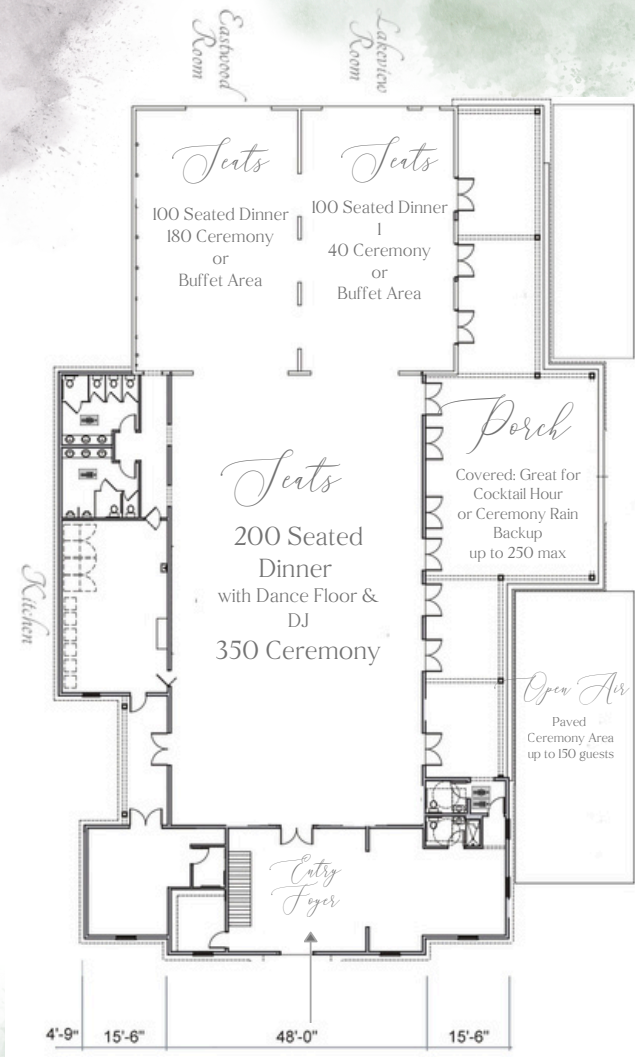 Eastwood
Room
Lakeview
Room
Seats
100 Seated Dinner
180 Ceremony
or
Buffet Area
Seats
100 Seated Dinner
1
40 Ceremony
or
Buffet Area
Porch
Covered: Great for
Cocktail Hour
or Ceremony Rain
Backup
up to 250 max
Seats
200 Seated
Dinner
with Dance Floor &
DJ
350 Ceremony
Kitchen
Open Air
Paved
Ceremony Area
up to 150 guests
Entry
Foyer
4'-9" 15'-6" 48'-0" 15'-6"